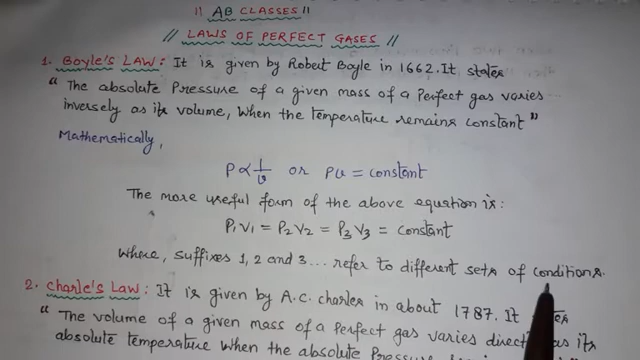 " AB CLASSES "
// LAWS OF PERFECT GASES //
1. Boyle's Law : It is given by Robert Boyle in 1662. It states
" The absolute Pressure of a given mass of a Perfect gas varies
inversely as its volume, when the temperature remains constant "
Mathematically,
P ∝ 1/v or Pv = constant
The more useful form of the above equation is:
P₁V₁ = P₂V₂ = P₃V₃ = constant
Where, suffixes 1, 2 and 3 ... refer to different sets of conditions.
2. Charle's Law : It is given by A.C. charles in about 1787. It
" The volume of a given mass of a Perfect gas varies as its
absolute temperature when the absolute Pressure